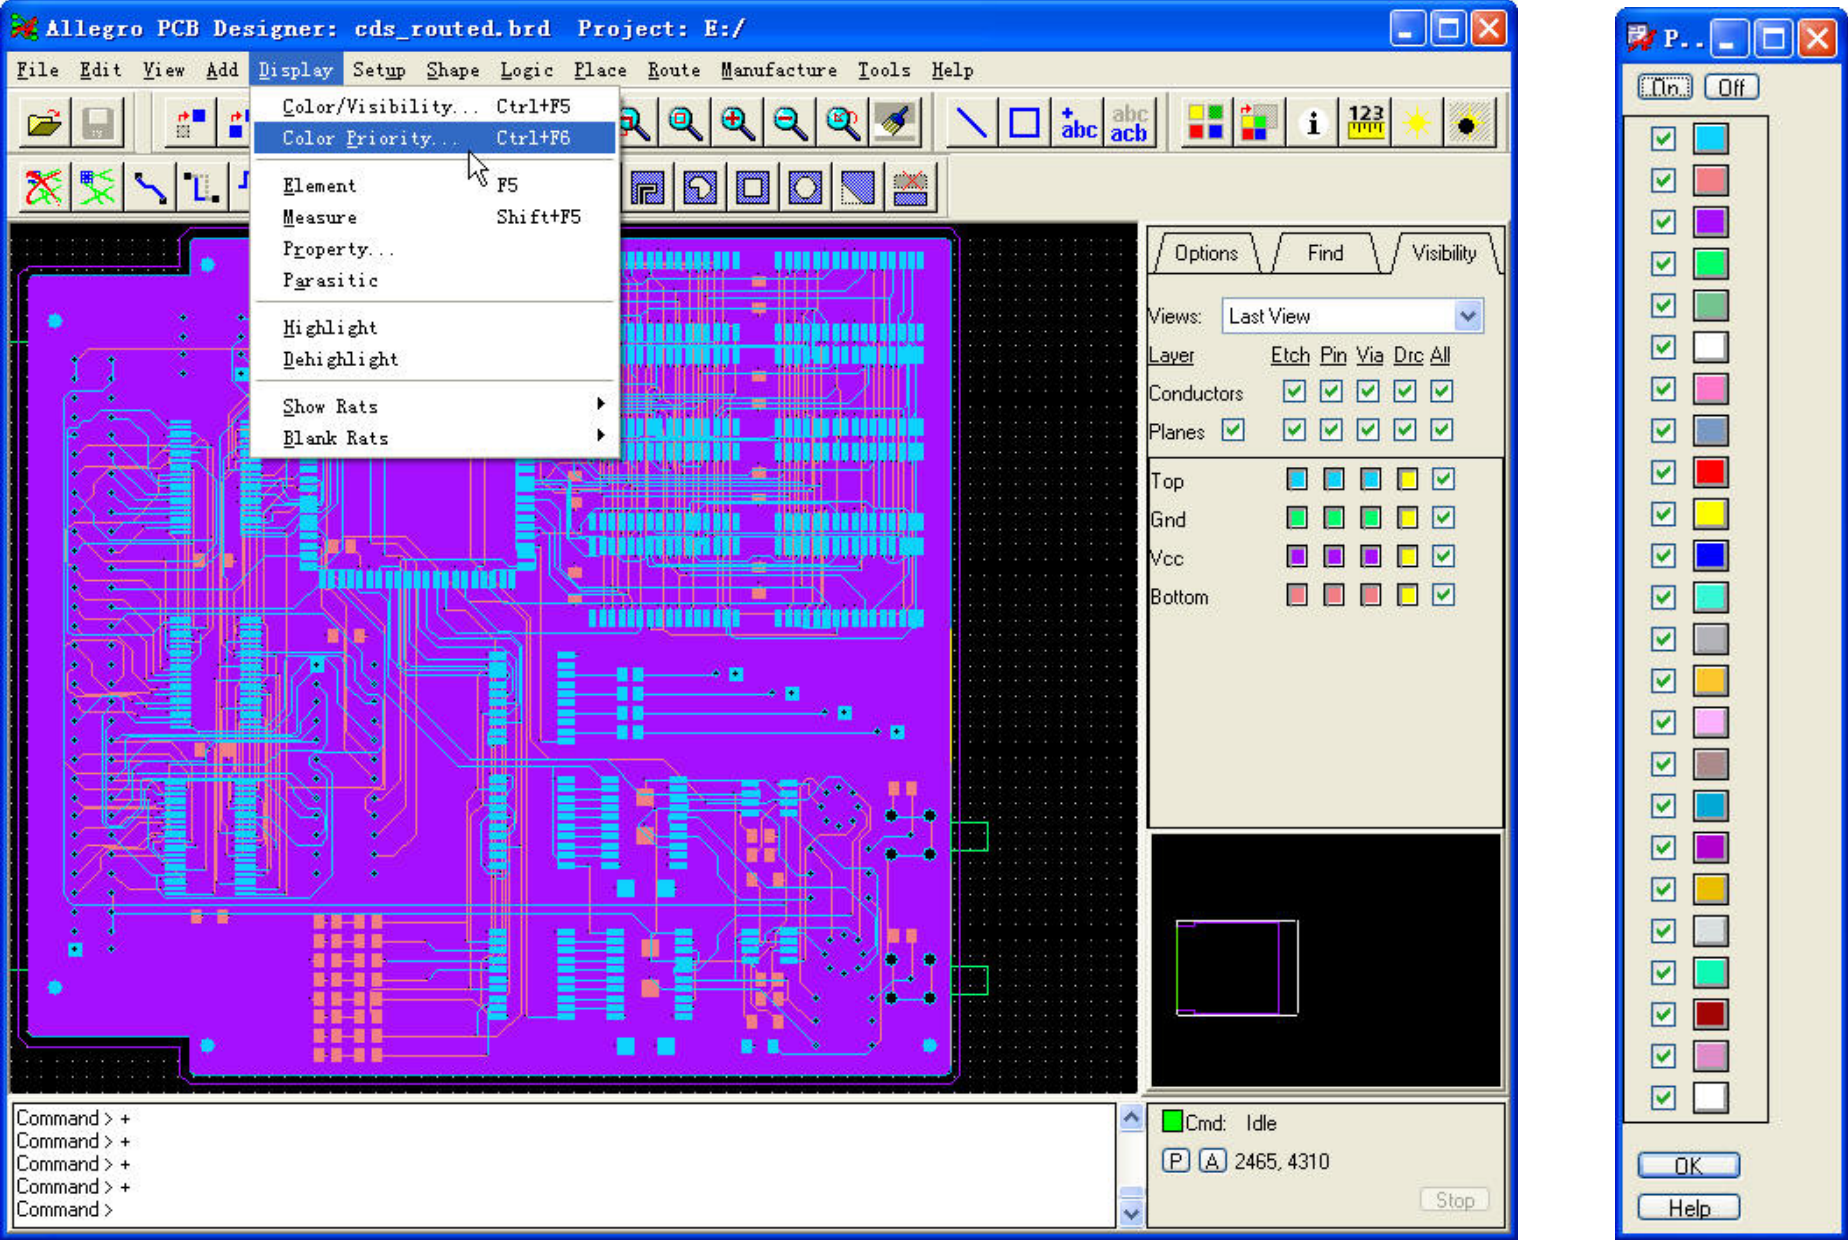 Allegro PCB Designer: cds_routed.brd Project: E:/
File Edit View Add Display Setup Shape Logic Place Route Manufacture Tools Help
Color/Visibility... Ctrl+F5
Color Priority... Ctrl+F6
Element F5
Measure Shift+F5
Property...
Parasitic
Highlight
Dehighlight
Show Rats
Blank Rats
+abc
abc
acb
i
123
Options Find Visibility
Views: Last View
Layer Etch Pin Via Drc All
Conductors
Planes
Top
Gnd
Vcc
Bottom
Command > +
Command > +
Command > +
Command > +
Command >
Cmd: Idle
P A 2465, 4310
Stop
P..
Off
OK
Help